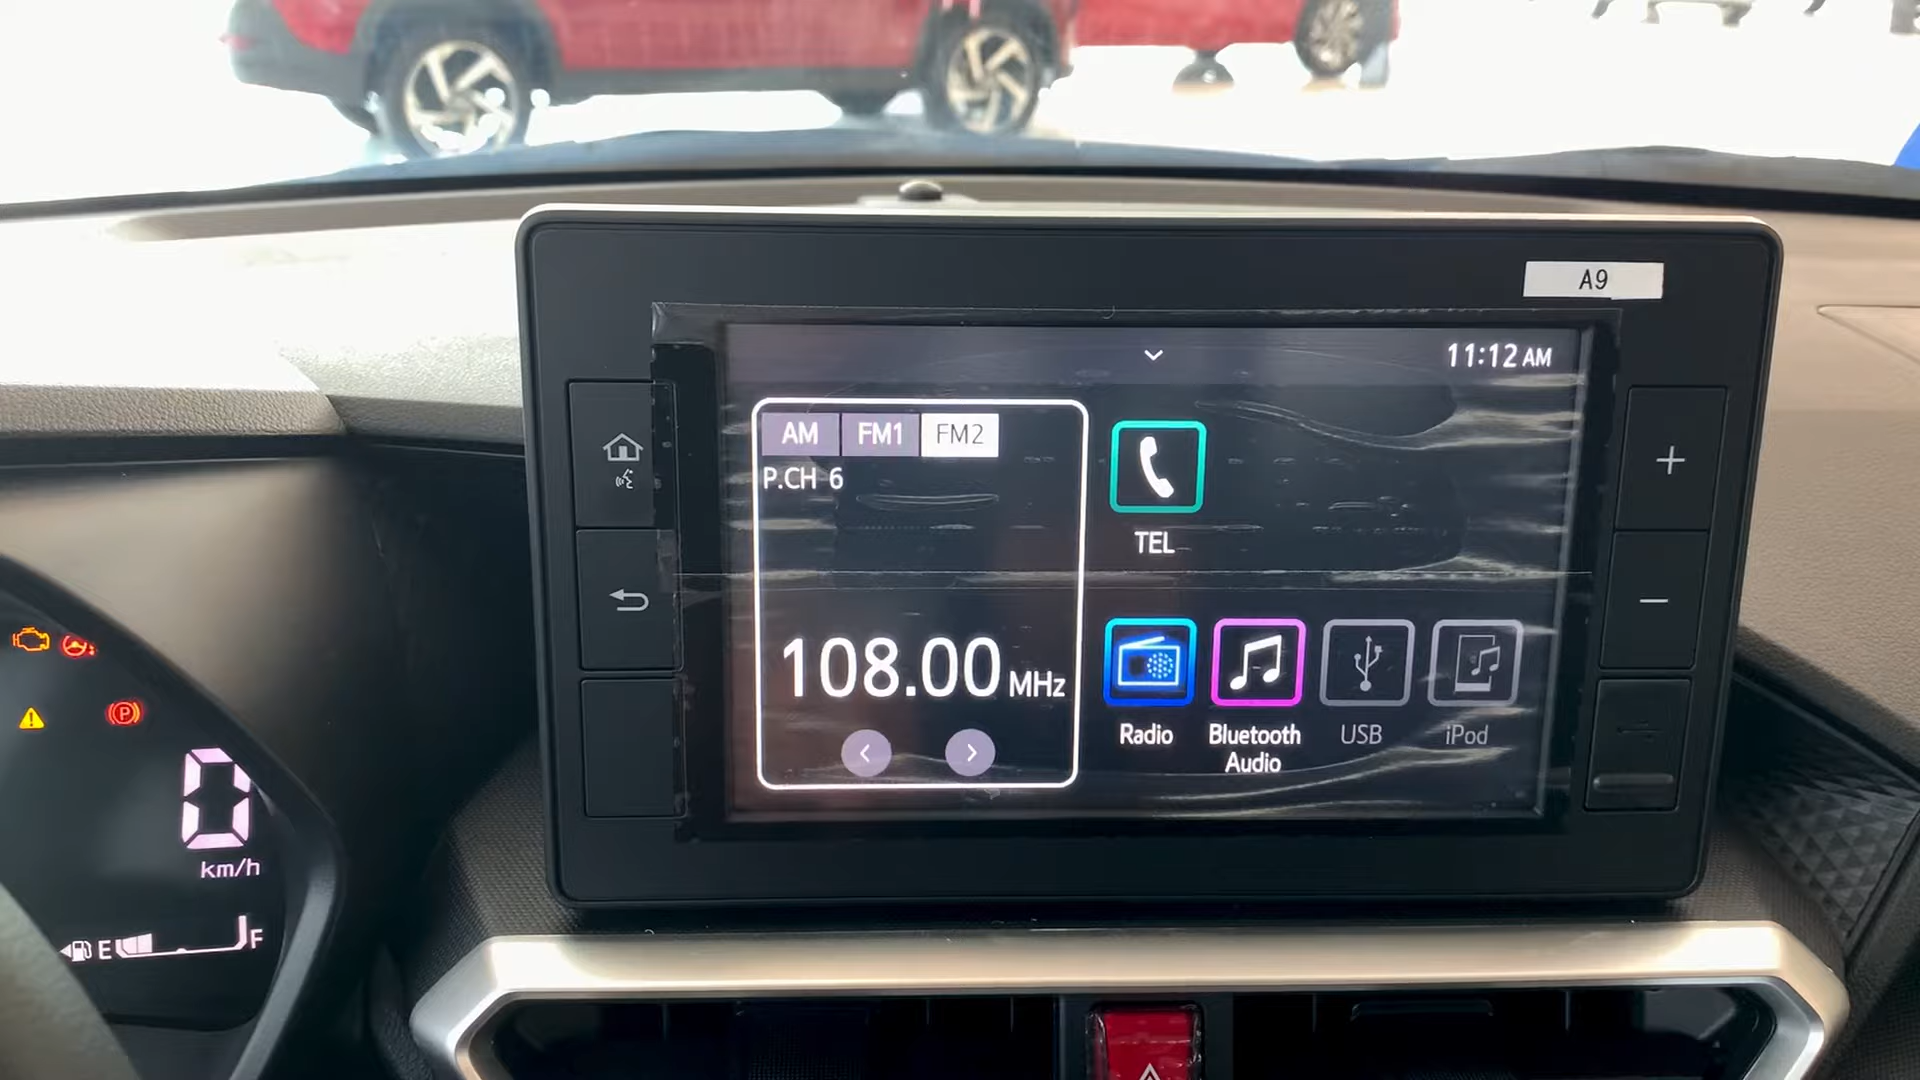 A9
11:12 AM
AM FM1 FM2
P.CH 6
TEL
108.00 MHz
Radio
Bluetooth
Audio
USB
iPod
P
0
km/h
E F